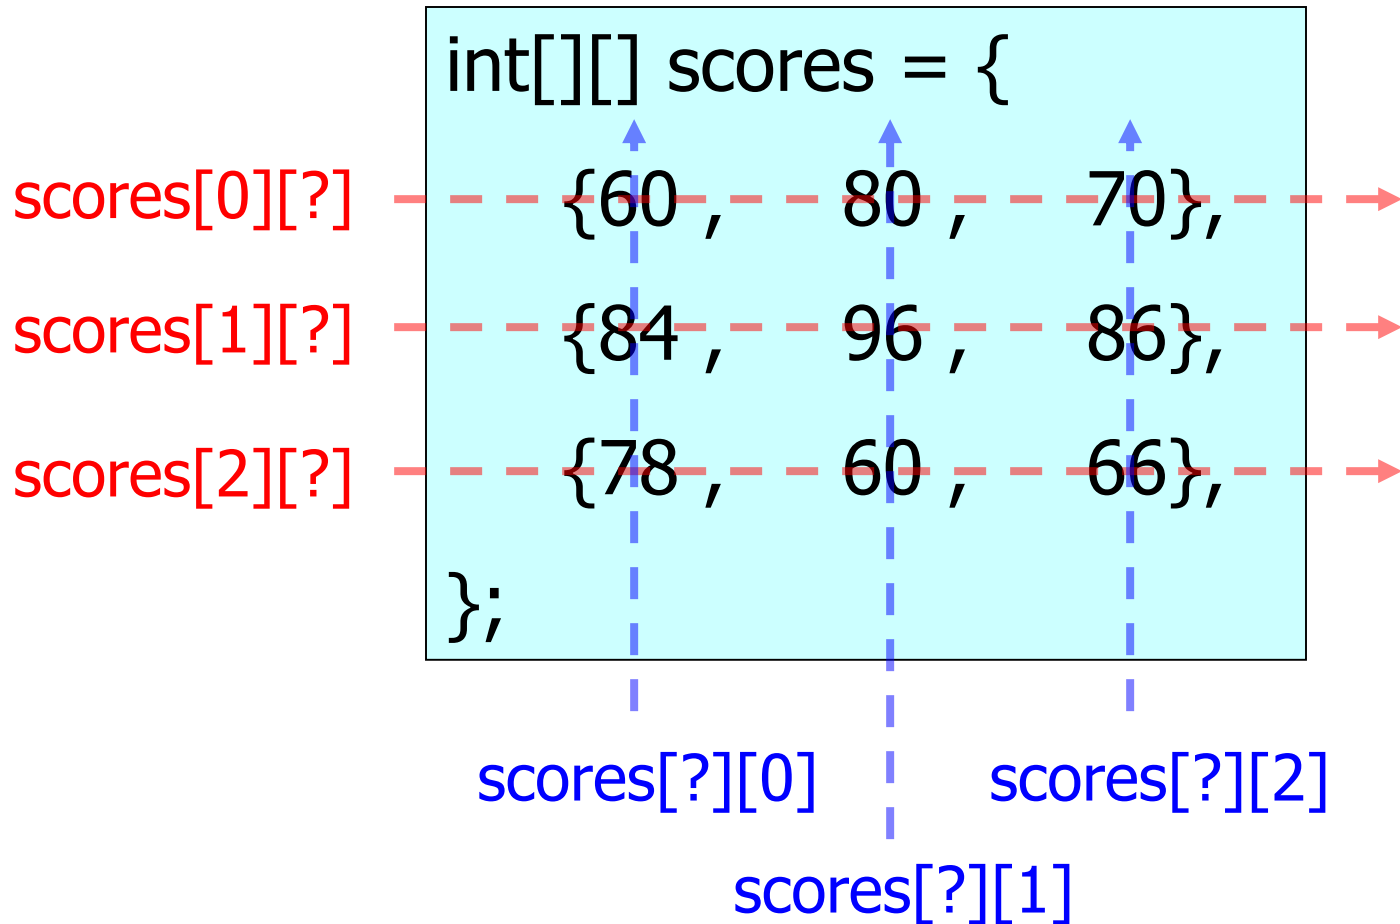 int[][] scores = {
scores[0][?] {60 , 80 , 70},
scores[1][?] {84 , 96 , 86},
scores[2][?] {78 , 60 , 66},
};
scores[?][0] scores[?][2]
scores[?][1]